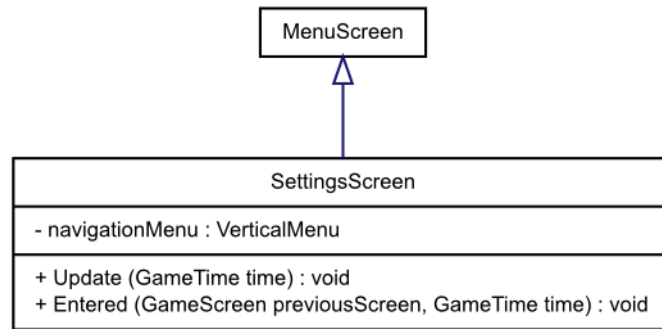 MenuScreen
SettingsScreen
- navigationMenu : VerticalMenu
+ Update (GameTime time) : void
+ Entered (GameScreen previousScreen, GameTime time) : void